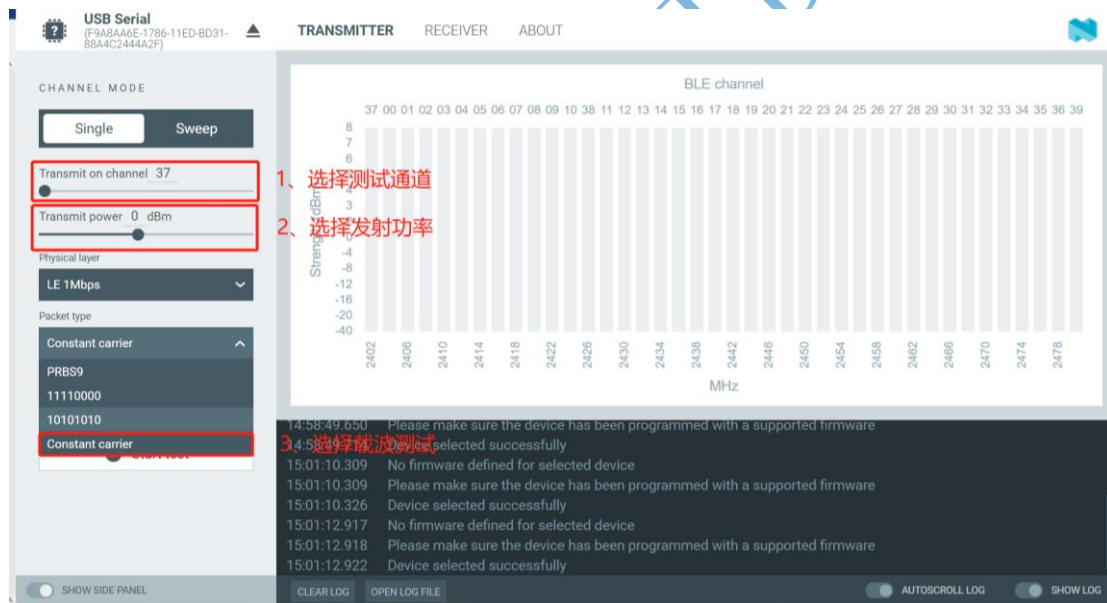 USB Serial
{F9A8AA6E-1786-11ED-BD31-
88A4C2444A2F}
TRANSMITTER
RECEIVER
ABOUT
CHANNEL MODE
Single
Sweep
Transmit on channel 37
Transmit power 0 dBm
Physical layer
LE 1Mbps
Packet type
Constant carrier
PRBS9
11110000
10101010
Constant carrier
1、选择测试通道
2、选择发射功率
3、选择载波测试
BLE channel
37 00 01 02 03 04 05 06 07 08 09 10 38 11 12 13 14 15 16 17 18 19 20 21 22 23 24 25 26 27 28 29 30 31 32 33 34 35 36 39
8
7
6
4
3
0
-4
-8
-12
-16
-20
-40
2402 2406 2410 2414 2418 2422 2426 2430 2434 2438 2442 2446 2450 2454 2458 2462 2466 2470 2474 2478
MHz
14:58:49.650 Please make sure the device has been programmed with a supported firmware
Device selected successfully
15:01:10.309 No firmware defined for selected device
15:01:10.309 Please make sure the device has been programmed with a supported firmware
15:01:10.326 Device selected successfully
15:01:12.917 No firmware defined for selected device
15:01:12.918 Please make sure the device has been programmed with a supported firmware
15:01:12.922 Device selected successfully
SHOW SIDE PANEL
CLEAR LOG
OPEN LOG FILE
AUTOSCROLL LOG
SHOW LOG